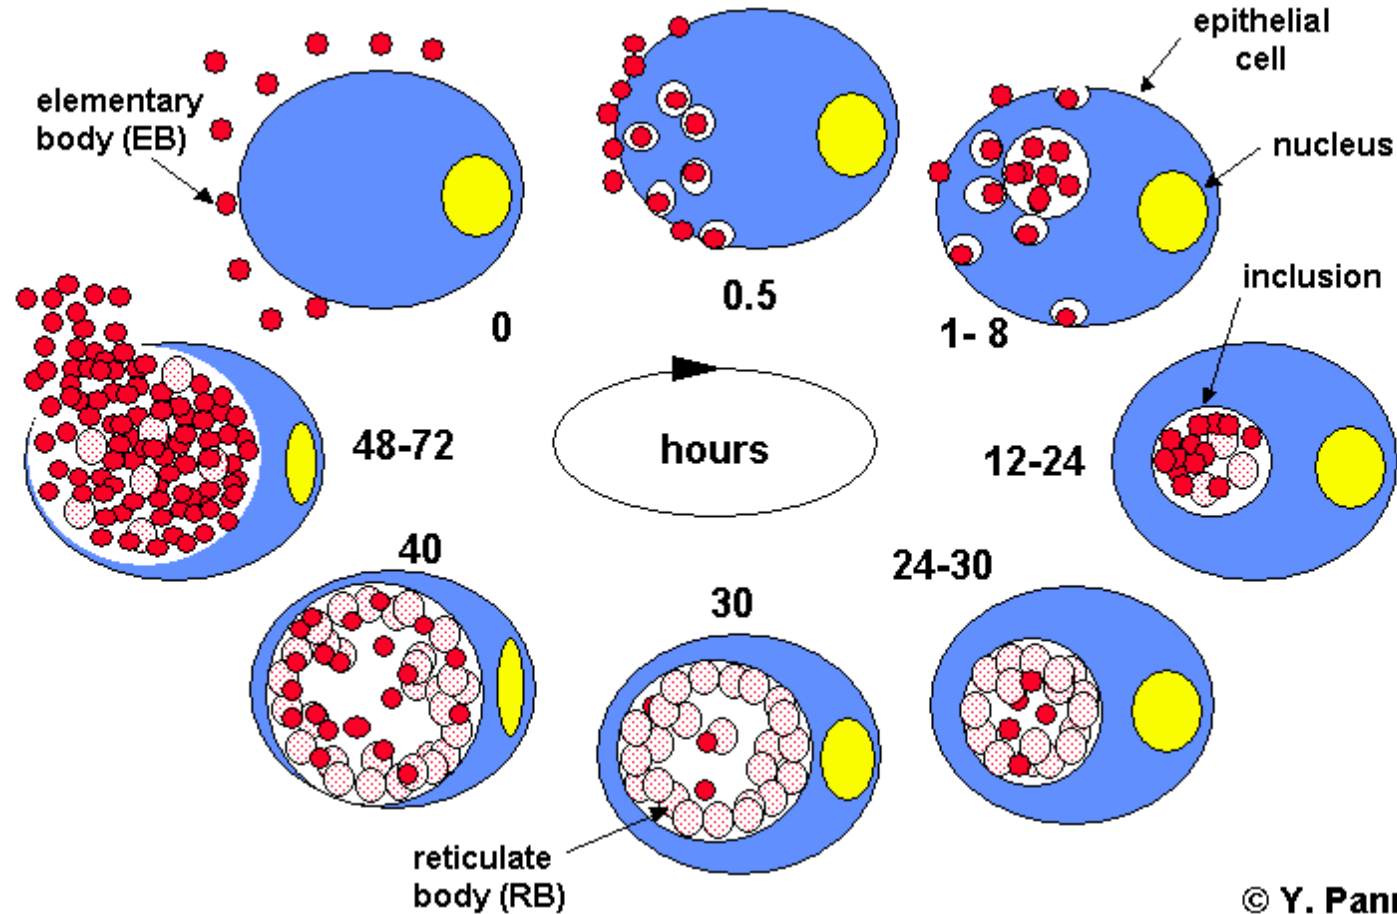 elementary
body (EB)
0
0.5
epithelial
cell
nucleus
1- 8
inclusion
12-24
24-30
30
reticulate
body (RB)
40
48-72
hours
© Y.